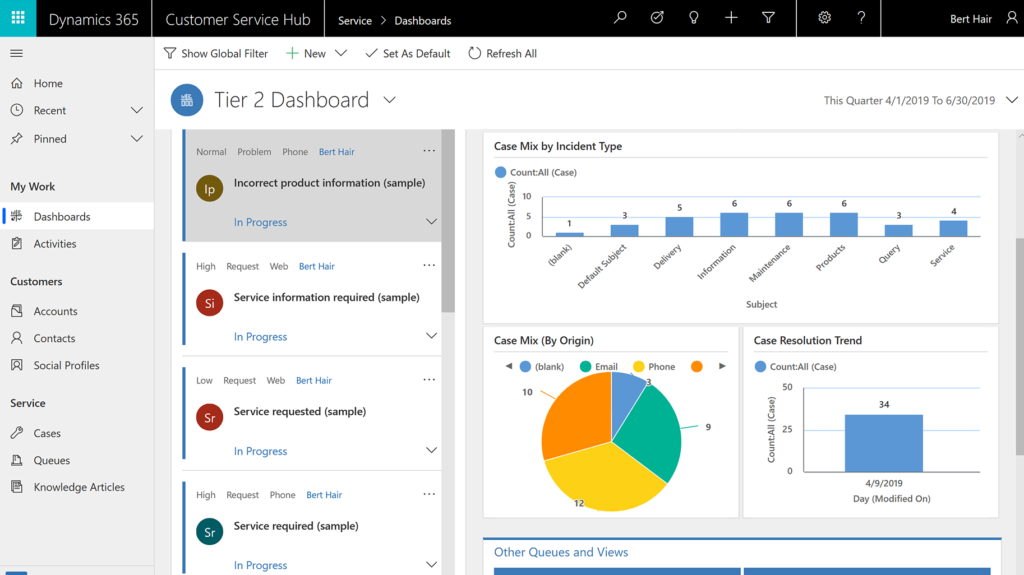 Dynamics 365
Customer Service Hub
Service > Dashboards
?
Bert Hair
Show Global Filter
New
Set As Default
Refresh All
Home
Recent
Pinned
My Work
Dashboards
Activities
Customers
Accounts
Contacts
Social Profiles
Service
Cases
Queues
Knowledge Articles
Tier 2 Dashboard
This Quarter 4/1/2019 To 6/30/2019
Normal Problem Phone Bert Hair
Ip
Incorrect product information (sample)
In Progress
High Request Web Bert Hair
Si
Service information required (sample)
In Progress
Low Request Web Bert Hair
Sr
Service requested (sample)
In Progress
High Request Phone Bert Hair
Sr
Service required (sample)
In Progress
Case Mix by Incident Type
Count:All (Case)
Count:All (Case)
10
5
0
1
3
5
6
6
6
3
4
(blank)
Default Subject
Delivery
Information
Maintenance
Products
Query
Service
Subject
Case Mix (By Origin)
(blank) Email Phone
3
9
12
10
Case Resolution Trend
Count:All (Case)
Count:All (Case)
50
25
0
34
4/9/2019
Day (Modified On)
Other Queues and Views